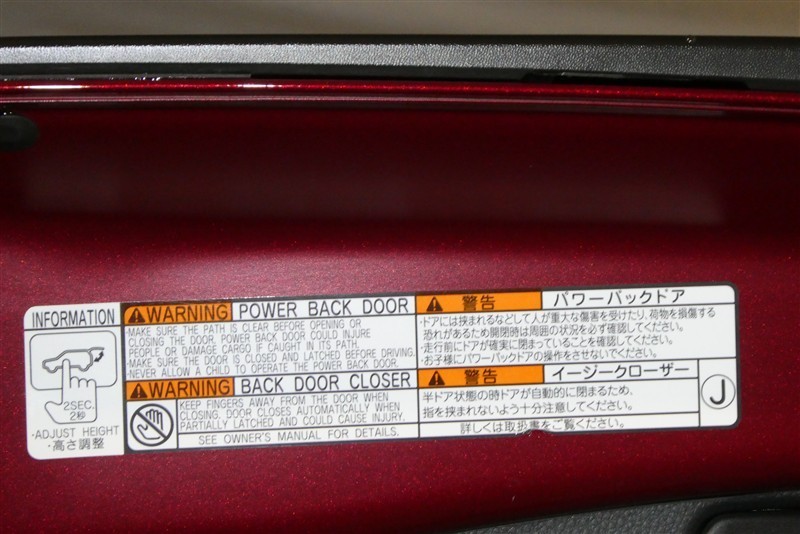 INFORMATION
2SEC.
2秒
・ADJUST HEIGHT
・高さ調整
WARNING POWER BACK DOOR
・MAKE SURE THE PATH IS CLEAR BEFORE OPENING OR
CLOSING THE DOOR. POWER BACK DOOR COULD INJURE
PEOPLE OR DAMAGE CARGO IF CAUGHT IN ITS PATH.
・MAKE SURE THE DOOR IS CLOSED AND LATCHED BEFORE DRIVING.
・NEVER ALLOW A CHILD TO OPERATE THE POWER BACK DOOR.
WARNING BACK DOOR CLOSER
KEEP FINGERS AWAY FROM THE DOOR WHEN
CLOSING. DOOR CLOSES AUTOMATICALLY WHEN
PARTIALLY LATCHED AND COULD CAUSE INJURY.
SEE OWNER'S MANUAL FOR DETAILS.
警告 パワーバックドア
・ドアにはさまれるなどして人が重大な傷害を受けたり、荷物を損傷する
恐れがあるため開閉時は周囲の状況を必ず確認してください。
・走行前にドアが確実に閉まっていることを確認してください。
・お子様にパワーバックドアの操作をさせないでください。
警告 イージークローザー
半ドア状態の時ドアが自動的に閉まるため、
指を挟まれないよう十分注意してください。
詳しくは取扱書をご覧ください。
J